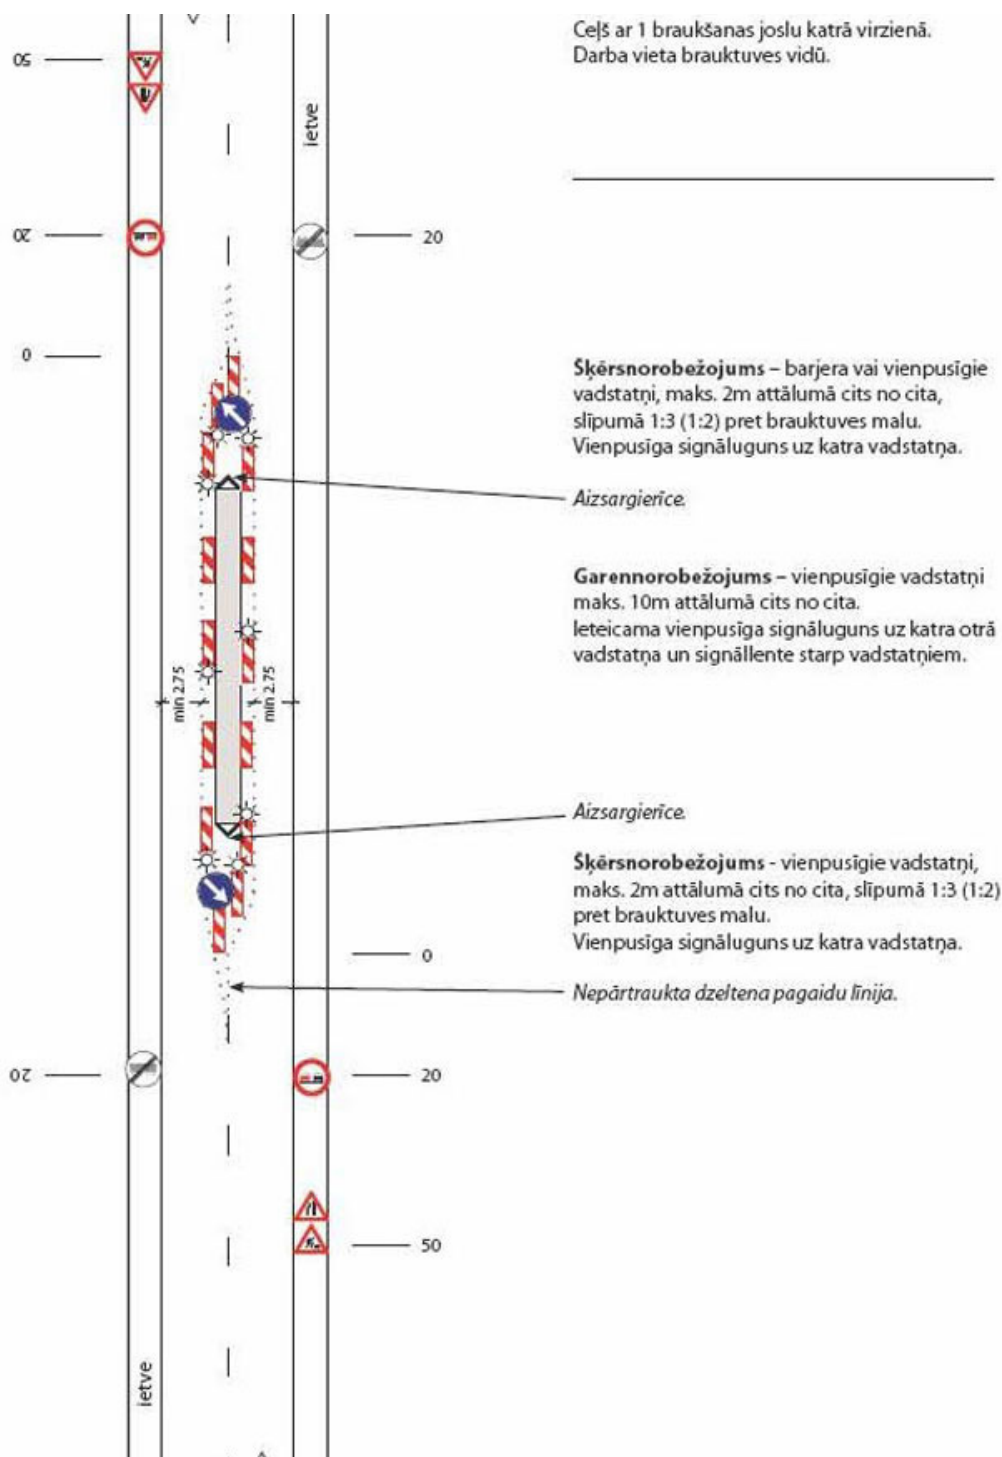 Ceļš ar 1 braukšanas joslu katrā virzienā.
Darba vieta brauktuves vidū.
50
ietve
20
20
0
Šķērsnorobežojums – barjera vai vienpusīgie
vadstatņi, maks. 2m attālumā cits no cita,
slīpumā 1:3 (1:2) pret brauktuves malu.
Vienpusīga signāluguns uz katra vadstatņa.
Aizsargierīce.
Garennorobežojums – vienpusīgie vadstatņi
maks. 10m attālumā cits no cita.
Ieteicama vienpusīga signāluguns uz katra otrā
vadstatņa un signāllente starp vadstatņiem.
min 2.75
min 2.75
Aizsargierīce.
Šķērsnorobežojums - vienpusīgie vadstatņi,
maks. 2m attālumā cits no cita, slīpumā 1:3 (1:2)
pret brauktuves malu.
Vienpusīga signāluguns uz katra vadstatņa.
0
Nepārtraukta dzeltena pagaidu līnija.
20
20
50
ietve